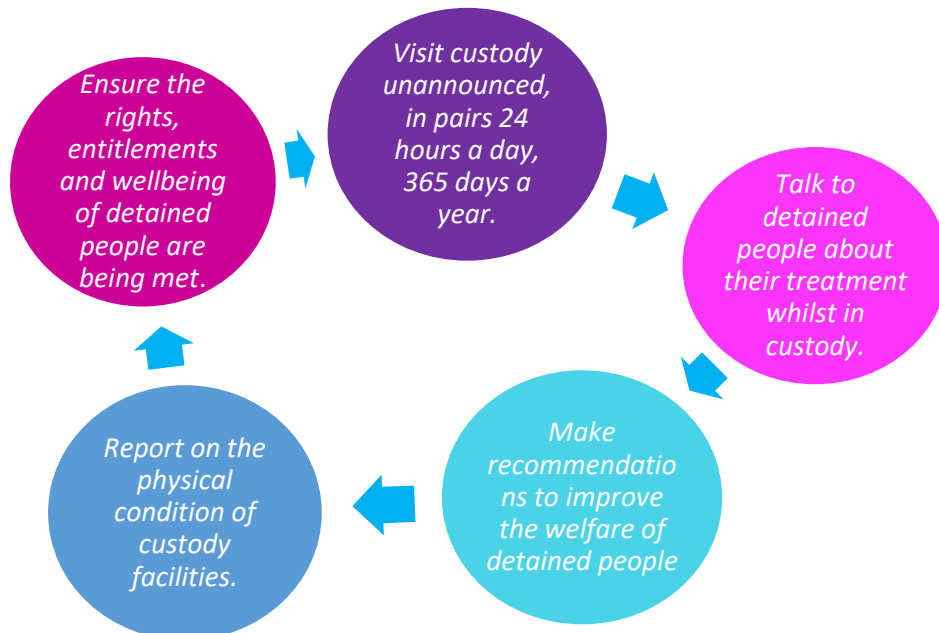 Ensure the
rights,
entitlements
and wellbeing
of detained
people are
being met.
Visit custody
unannounced,
in pairs 24
hours a day,
365 days a
year.
Talk to
detained
people about
their treatment
whilst in
custody.
Make
recommendatio
ns to improve
the welfare of
detained people
Report on the
physical
condition of
custody
facilities.